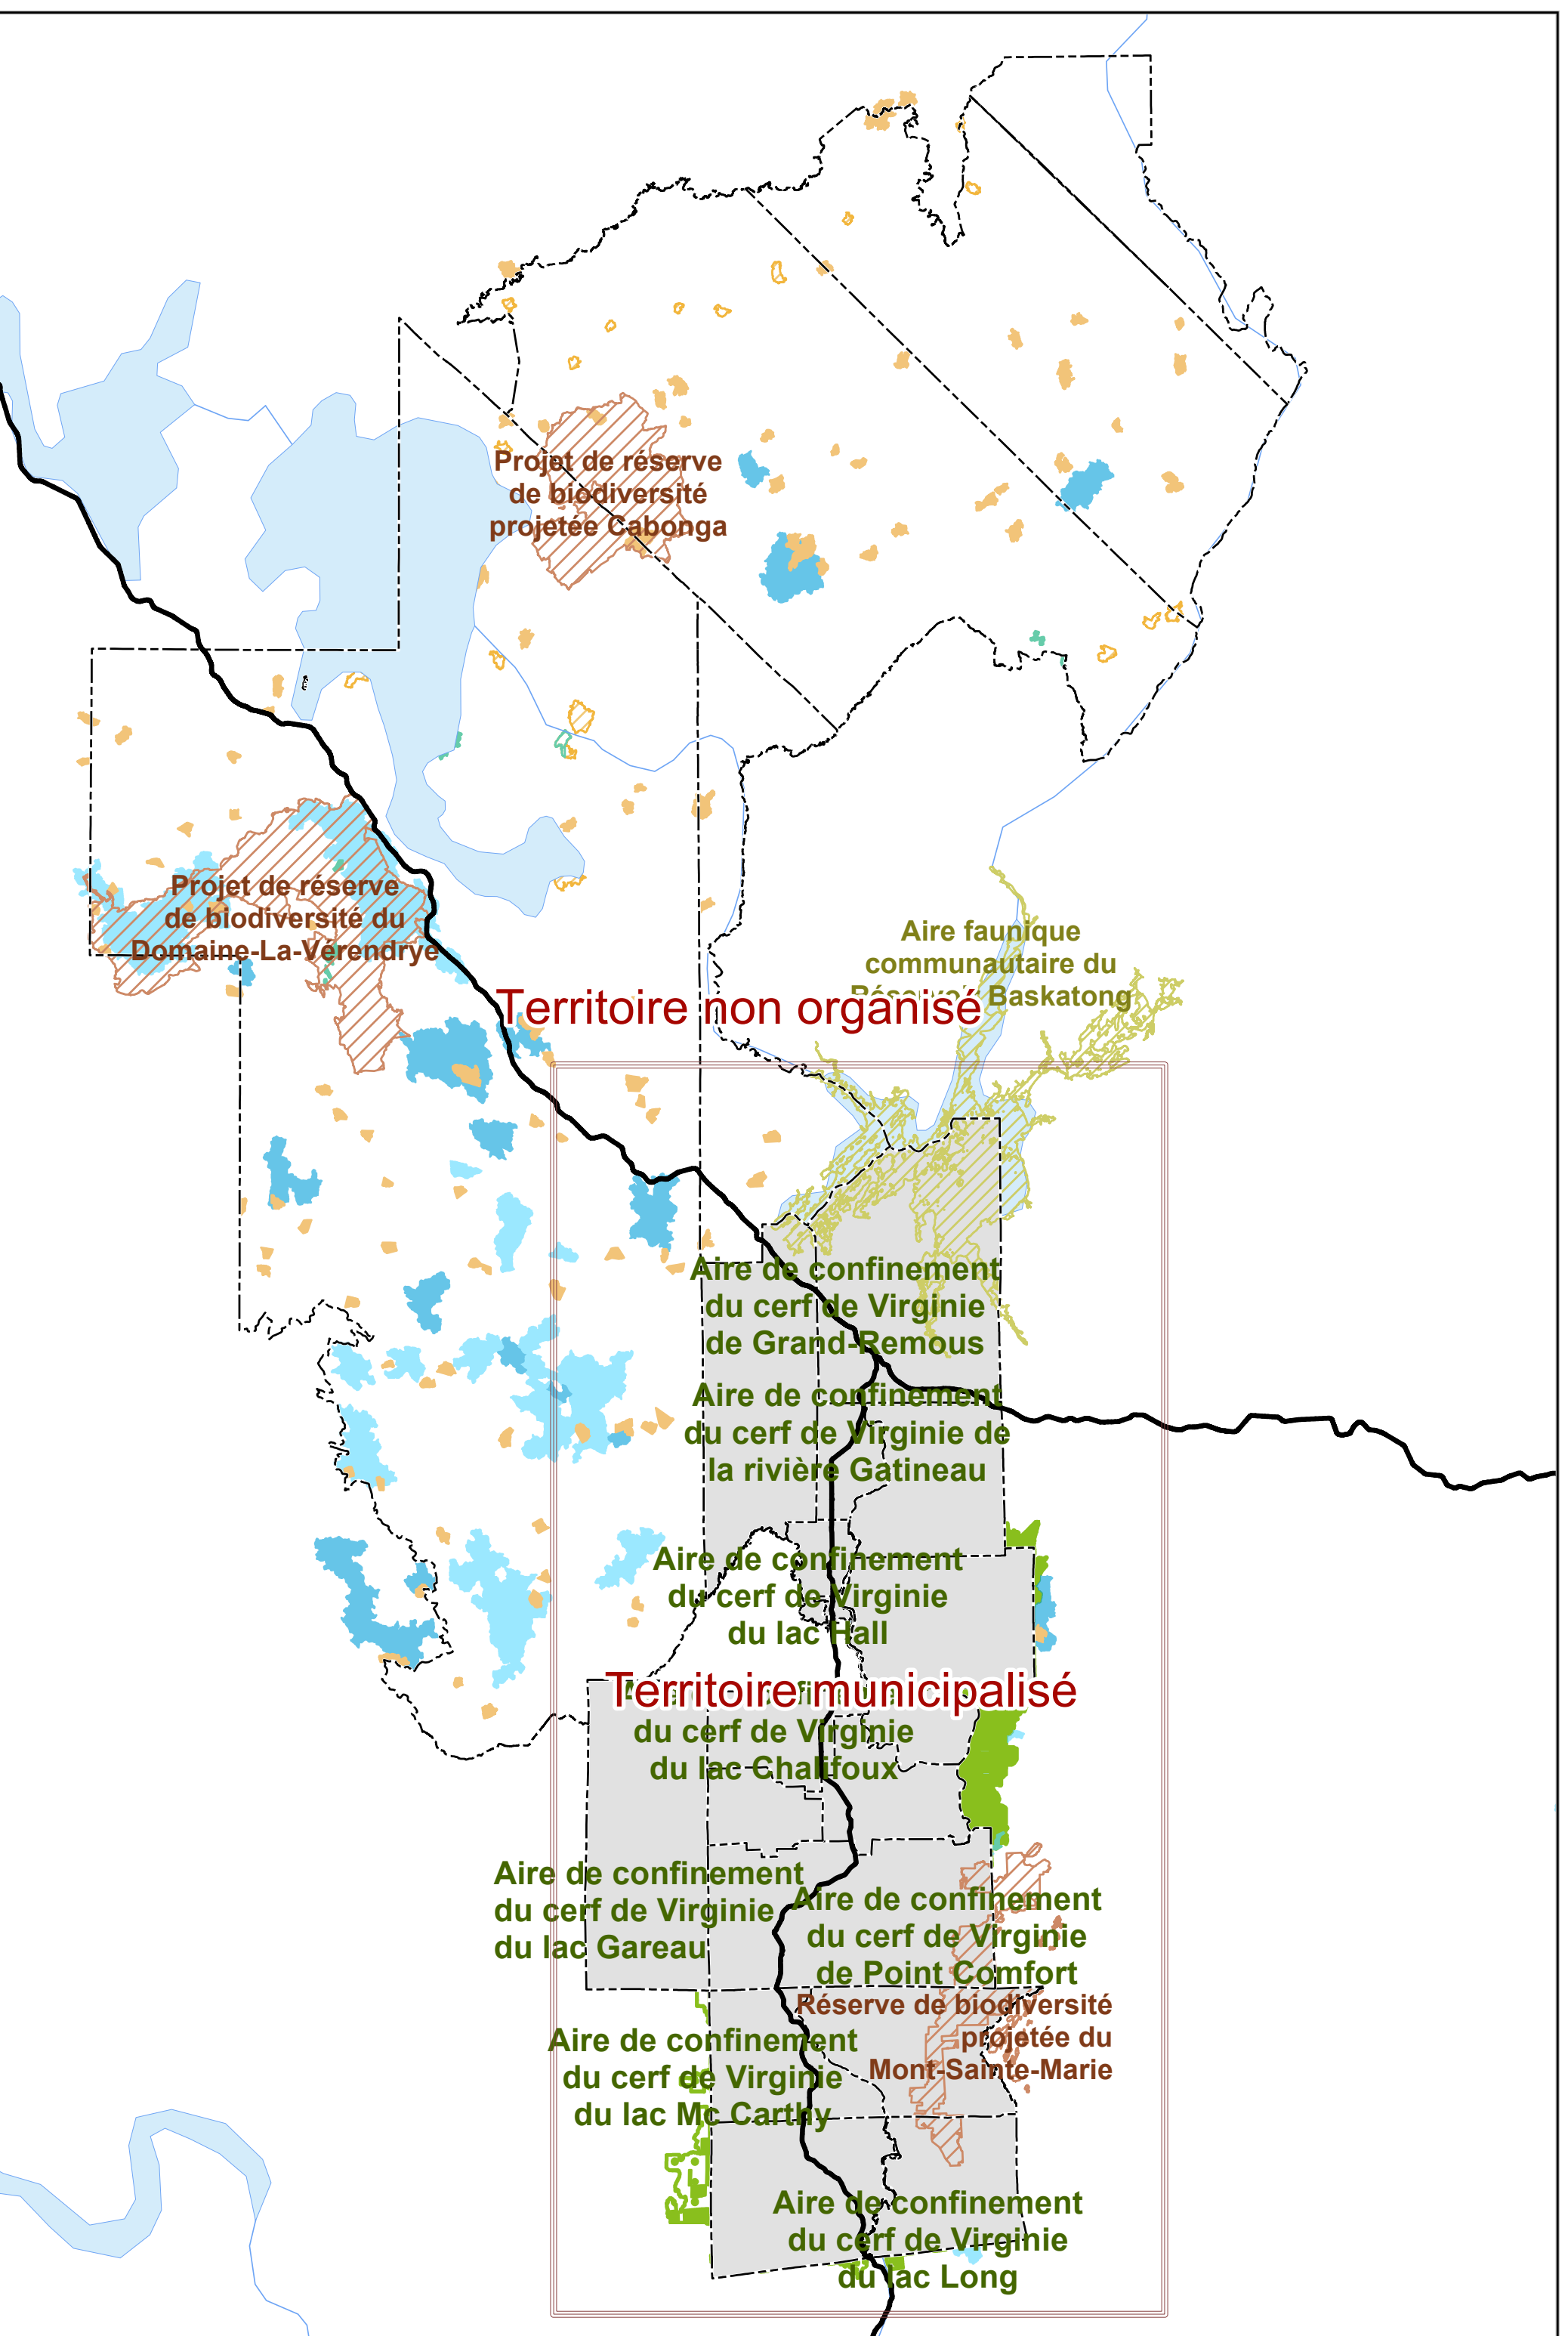 Projet de réserve
de biodiversité
projetée Cabonga
Projet de réserve
de biodiversité du
Domaine-La-Vérendrye
Aire faunique
communautaire du
Réservoir Baskatong
Territoire non organisé
Aire de confinement
du cerf de Virginie
de Grand-Remous
Aire de confinement
du cerf de Virginie de
la rivière Gatineau
Aire de confinement
du cerf de Virginie
du lac Hall
Territoire municipalisé
du cerf de Virginie
du lac Chalifoux
Aire de confinement
du cerf de Virginie
du lac Gareau
Aire de confinement
du cerf de Virginie
de Point Comfort
Réserve de biodiversité
projetée du
Mont-Sainte-Marie
Aire de confinement
du cerf de Virginie
du lac Mc Carthy
Aire de confinement
du cerf de Virginie
du lac Long